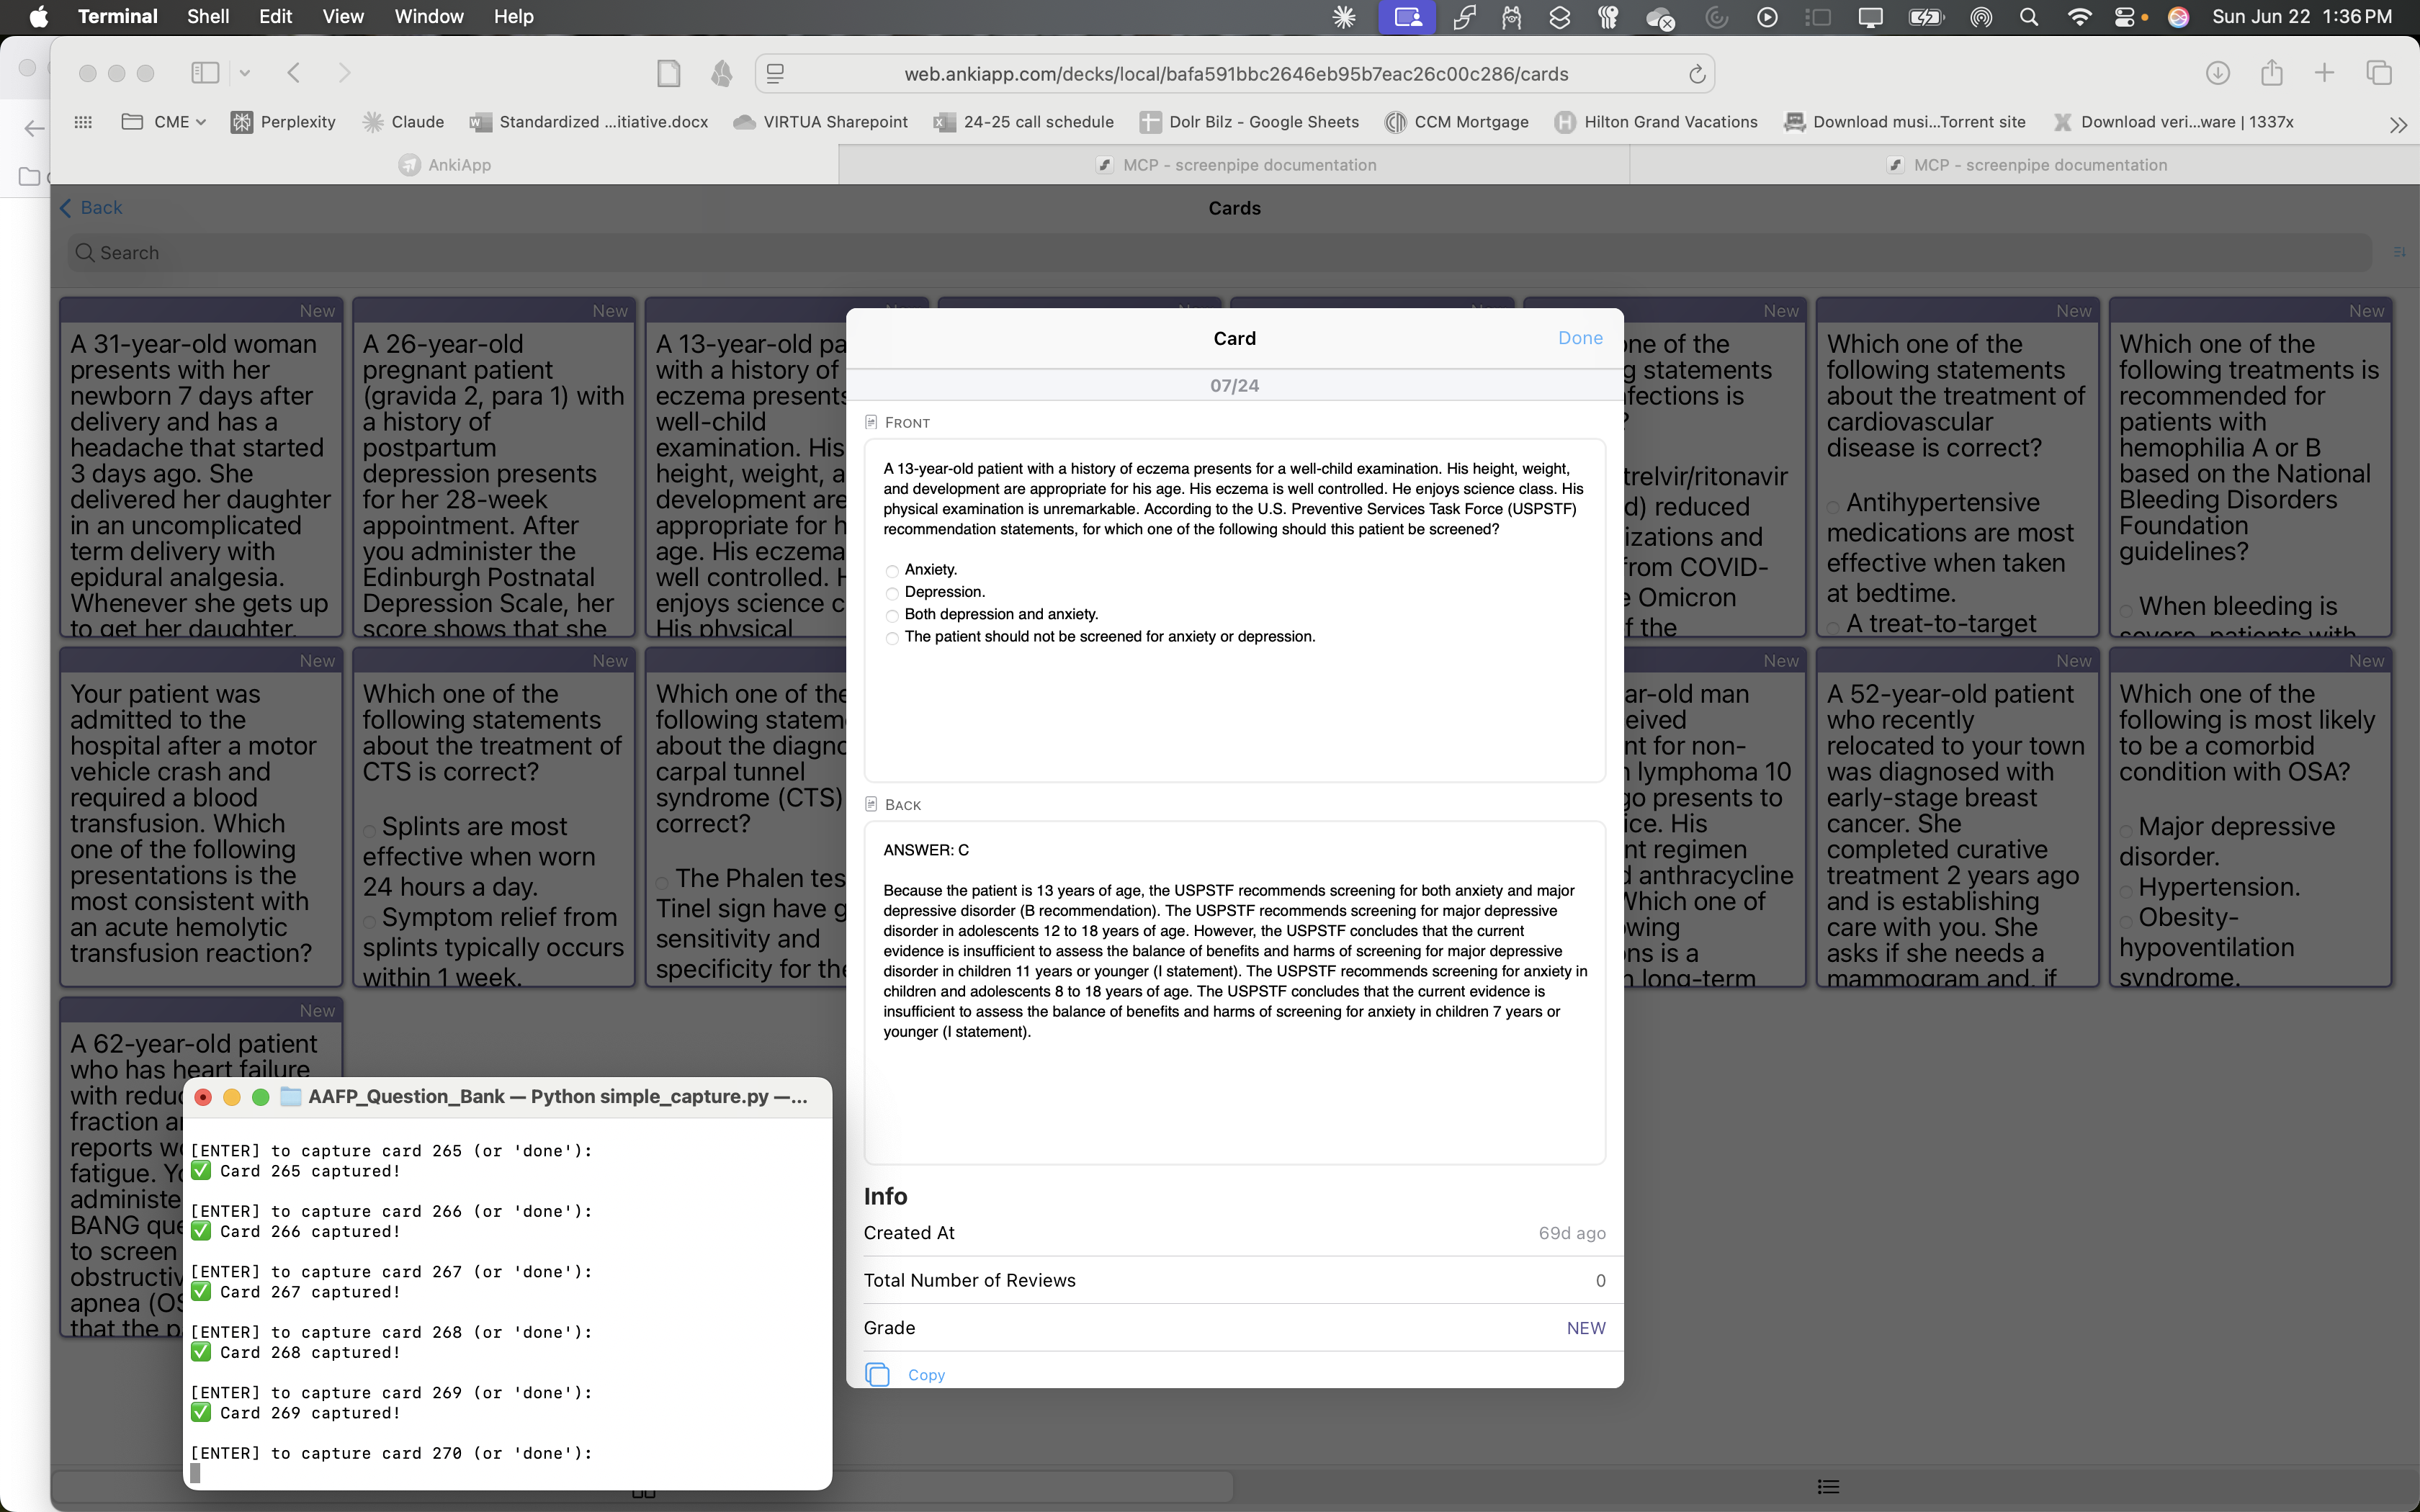 Terminal Shell Edit View Window Help Sun Jun 22 1:36 PM
web.ankiapp.com/decks/local/bafa591bbc2646eb95b7eac26c00c286/cards
CME Perplexity Claude Standardized ...itiative.docx VIRTUA Sharepoint 24-25 call schedule Dolr Bilz - Google Sheets CCM Mortgage Hilton Grand Vacations Download musi...Torrent site Download veri...ware | 1337x
AnkiApp MCP - screenpipe documentation MCP - screenpipe documentation
Back Cards
Search
New
A 31-year-old woman
presents with her
newborn 7 days after
delivery and has a
headache that started
3 days ago. She
delivered her daughter
in an uncomplicated
term delivery with
epidural analgesia.
Whenever she gets up
to get her daughter,
New
A 26-year-old
pregnant patient
(gravida 2, para 1) with
a history of
postpartum
depression presents
for her 28-week
appointment. After
you administer the
Edinburgh Postnatal
Depression Scale, her
score shows that she
A 13-year-old pa
with a history of
eczema presents
well-child
examination. His
height, weight, a
development are
appropriate for h
age. His eczema
well controlled. H
enjoys science c
His physical
New
ne of the
g statements
fections is
?
trelvir/ritonavir
d) reduced
izations and
from COVID-
e Omicron
f the
New
Which one of the
following statements
about the treatment of
cardiovascular
disease is correct?
Antihypertensive
medications are most
effective when taken
at bedtime.
A treat-to-target
New
Which one of the
following treatments is
recommended for
patients with
hemophilia A or B
based on the National
Bleeding Disorders
Foundation
guidelines?
When bleeding is
severe, patients with
New
Your patient was
admitted to the
hospital after a motor
vehicle crash and
required a blood
transfusion. Which
one of the following
presentations is the
most consistent with
an acute hemolytic
transfusion reaction?
New
Which one of the
following statements
about the treatment of
CTS is correct?
Splints are most
effective when worn
24 hours a day.
Symptom relief from
splints typically occurs
within 1 week.
Which one of the
following statem
about the diagno
carpal tunnel
syndrome (CTS)
correct?
The Phalen tes
Tinel sign have g
sensitivity and
specificity for the
New
ar-old man
eived
nt for non-
n lymphoma 10
go presents to
ice. His
nt regimen
d anthracycline
Which one of
wing
ns is a
n long-term
New
A 52-year-old patient
who recently
relocated to your town
was diagnosed with
early-stage breast
cancer. She
completed curative
treatment 2 years ago
and is establishing
care with you. She
asks if she needs a
mammogram and, if
New
Which one of the
following is most likely
to be a comorbid
condition with OSA?
Major depressive
disorder.
Hypertension.
Obesity-
hypoventilation
syndrome.
New
A 62-year-old patient
who has heart failure
with reduc
fraction a
reports wo
fatigue. Yo
administe
BANG que
to screen
obstructiv
apnea (OS
that the p
Card Done
07/24
FRONT
A 13-year-old patient with a history of eczema presents for a well-child examination. His height, weight,
and development are appropriate for his age. His eczema is well controlled. He enjoys science class. His
physical examination is unremarkable. According to the U.S. Preventive Services Task Force (USPSTF)
recommendation statements, for which one of the following should this patient be screened?
Anxiety.
Depression.
Both depression and anxiety.
The patient should not be screened for anxiety or depression.
BACK
ANSWER: C
Because the patient is 13 years of age, the USPSTF recommends screening for both anxiety and major
depressive disorder (B recommendation). The USPSTF recommends screening for major depressive
disorder in adolescents 12 to 18 years of age. However, the USPSTF concludes that the current
evidence is insufficient to assess the balance of benefits and harms of screening for major depressive
disorder in children 11 years or younger (I statement). The USPSTF recommends screening for anxiety in
children and adolescents 8 to 18 years of age. The USPSTF concludes that the current evidence is
insufficient to assess the balance of benefits and harms of screening for anxiety in children 7 years or
younger (I statement).
Info
Created At 69d ago
Total Number of Reviews 0
Grade NEW
Copy
AAFP_Question_Bank — Python simple_capture.py —...
[ENTER] to capture card 265 (or 'done'):
✅ Card 265 captured!
[ENTER] to capture card 266 (or 'done'):
✅ Card 266 captured!
[ENTER] to capture card 267 (or 'done'):
✅ Card 267 captured!
[ENTER] to capture card 268 (or 'done'):
✅ Card 268 captured!
[ENTER] to capture card 269 (or 'done'):
✅ Card 269 captured!
[ENTER] to capture card 270 (or 'done'):